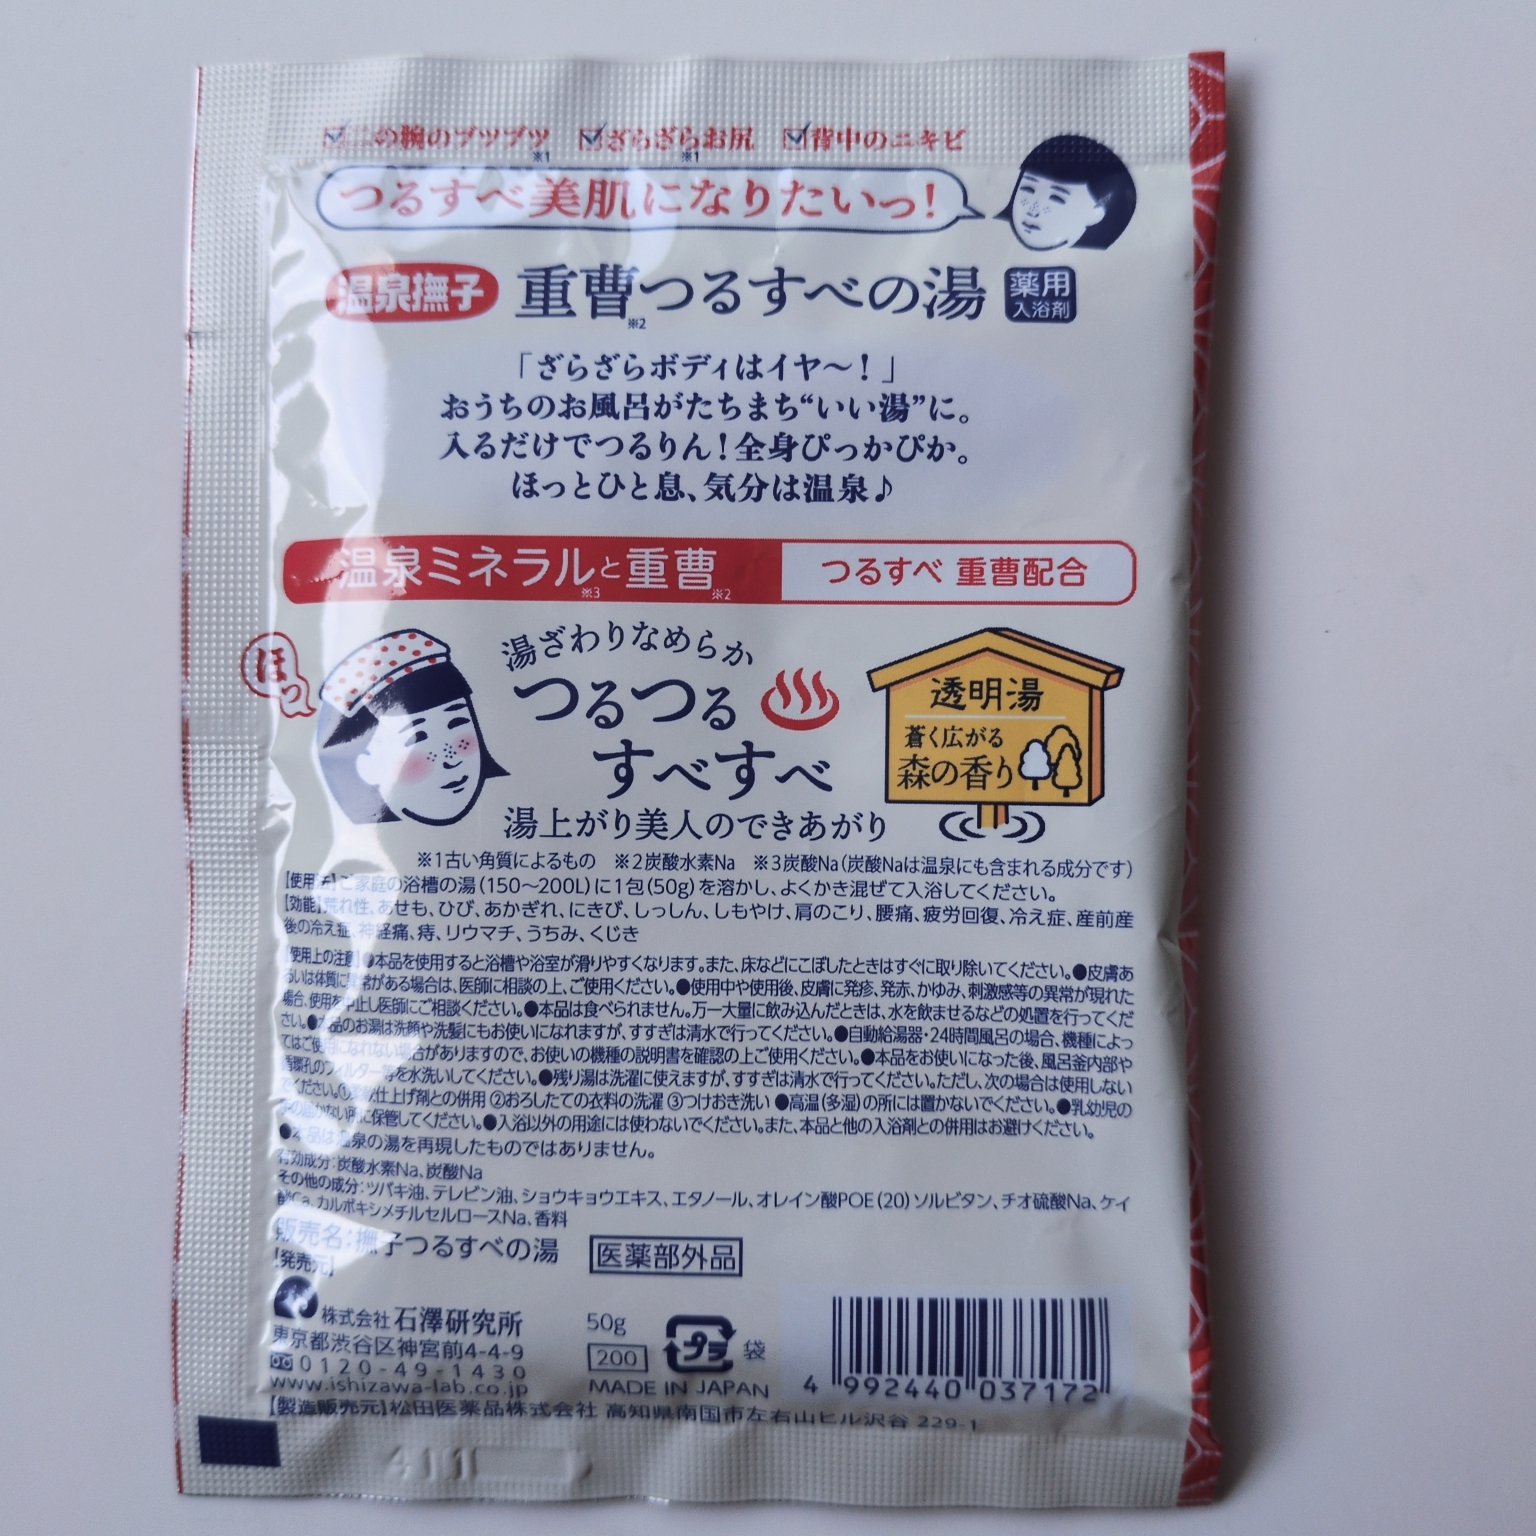 の腕のブツブツ ※1 ざらざらお尻 ※1 背中のニキビ
つるすべ美肌になりたいっ!
温泉撫子 重曹つるすべの湯 薬用入浴剤
※2
「ざらざらボディはイヤ〜!」
おうちのお風呂がたちまち“いい湯”に。
入るだけでつるりん!全身ぴっかぴか。
ほっとひと息、気分は温泉♪
温泉ミネラルと重曹 つるすべ 重曹配合
※3 ※2
ほっ
湯ざわりなめらか
つるつる
すべすべ
湯上がり美人のできあがり
透明湯
蒼く広がる
森の香り
※1古い角質によるもの ※2炭酸水素Na ※3炭酸Na(炭酸Naは温泉にも含まれる成分です)
【使用法】ご家庭の浴槽の湯(150〜200L)に1包(50g)を溶かし、よくかき混ぜて入浴してください。
【効能】荒れ性、あせも、ひび、あかぎれ、にきび、しっしん、しもやけ、肩のこり、腰痛、疲労回復、冷え症、産前産
後の冷え症、神経痛、痔、リウマチ、うちみ、くじき
【使用上の注意】●本品を使用すると浴槽や浴室が滑りやすくなります。また、床などにこぼしたときはすぐに取り除いてください。●皮膚あ
るいは体質に異常がある場合は、医師に相談の上、ご使用ください。●使用中や使用後、皮膚に発疹、発赤、かゆみ、刺激感等の異常が現れた
場合、使用を中止し医師にご相談ください。●本品は食べられません。万一大量に飲み込んだときは、水を飲ませるなどの処置を行ってくだ
さい。●本品のお湯は洗顔や洗髪にもお使いになれますが、すすぎは清水で行ってください。●自動給湯器・24時間風呂の場合、機種によっ
てはご使用になれない場合がありますので、お使いの機種の説明書を確認の上ご使用ください。●本品をお使いになった後、風呂釜内部や
循環孔のフィルター等を水洗いしてください。●残り湯は洗濯に使えますが、すすぎは清水で行ってください。ただし、次の場合は使用しない
でください。①柔軟仕上げ剤との併用 ②おろしたての衣料の洗濯 ③つけおき洗い ●高温(多湿)の所には置かないでください。●乳幼児の
手の届かない所に保管してください。●入浴以外の用途には使わないでください。また、本品と他の入浴剤との併用はお避けください。
●本品は温泉の湯を再現したものではありません。
有効成分:炭酸水素Na、炭酸Na
その他の成分:ツバキ油、テレビン油、ショウキョウエキス、エタノール、オレイン酸POE(20)ソルビタン、チオ硫酸Na、ケイ
酸Ca、カルボキシメチルセルロースNa、香料
販売名:撫子つるすべの湯 医薬部外品
【発売元】
株式会社 石澤研究所
東京都渋谷区神宮前4-4-9
0120-49-1430
www.ishizawa-lab.co.jp
50g
200
プラ 袋
MADE IN JAPAN
4 992440 037172
【製造販売元】松田医薬品株式会社 高知県南国市左右山ヒル沢谷 229-1